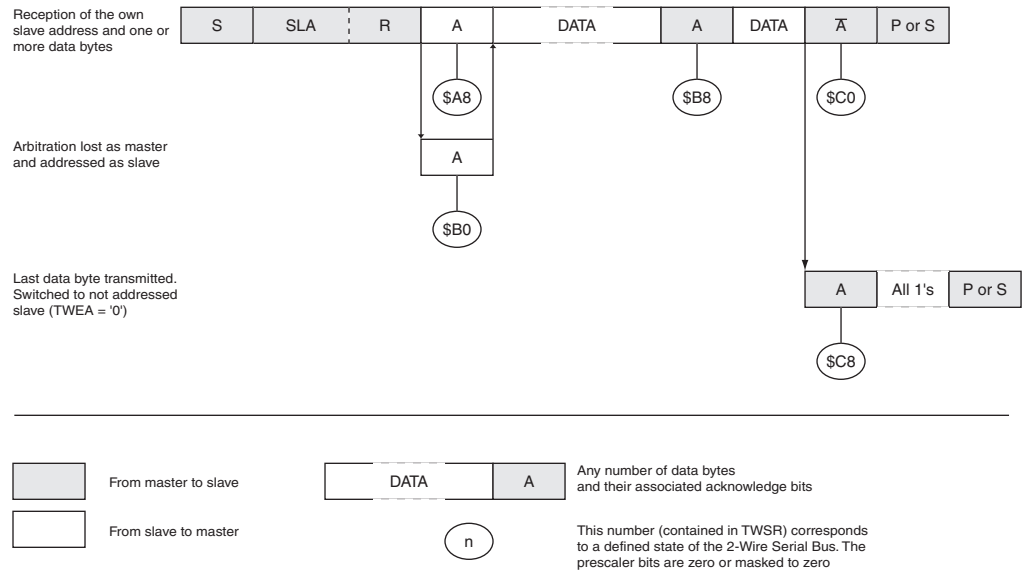 Reception of the own
slave address and one or
more data bytes
S SLA R A DATA A DATA A̅ P or S
$A8 $B8 $C0
Arbitration lost as master
and addressed as slave
A
$B0
Last data byte transmitted.
Switched to not addressed
slave (TWEA = '0')
A All 1's P or S
$C8
From master to slave
DATA A
Any number of data bytes
and their associated acknowledge bits
From slave to master
n
This number (contained in TWSR) corresponds
to a defined state of the 2-Wire Serial Bus. The
prescaler bits are zero or masked to zero